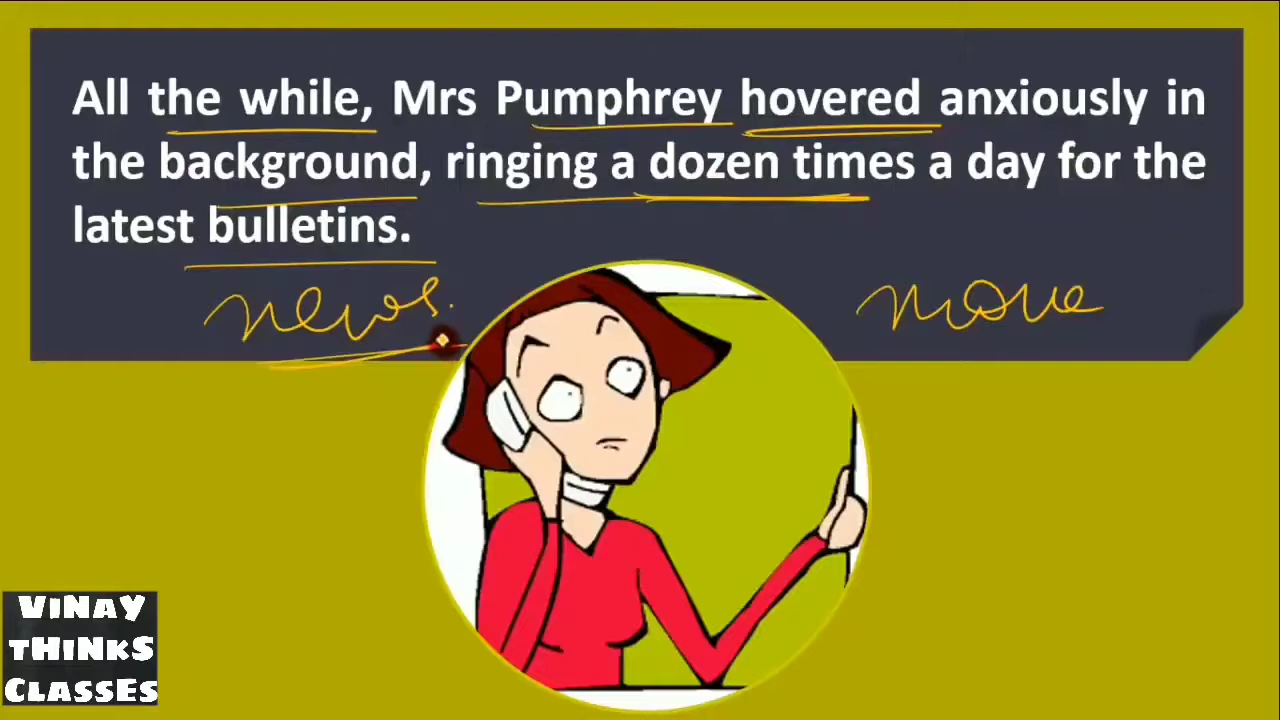 All the while, Mrs Pumphrey hovered anxiously in
the background, ringing a dozen times a day for the
latest bulletins.
news.
move
VINAY
THINKS
CLASSES